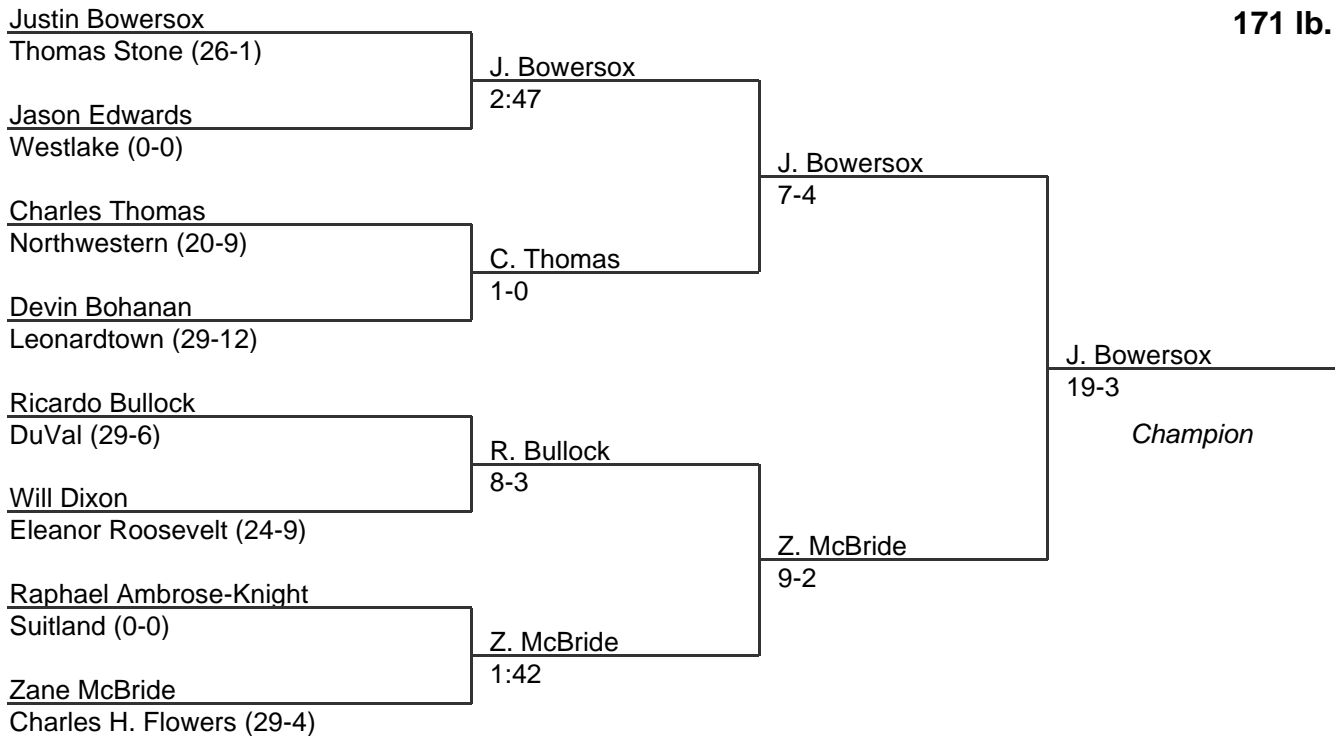 171 lb.
Justin Bowersox
Thomas Stone (26-1)
J. Bowersox
2:47
Jason Edwards
Westlake (0-0)
J. Bowersox
7-4
Charles Thomas
Northwestern (20-9)
C. Thomas
1-0
Devin Bohanan
Leonardtown (29-12)
J. Bowersox
19-3
Champion
Ricardo Bullock
DuVal (29-6)
R. Bullock
8-3
Will Dixon
Eleanor Roosevelt (24-9)
Z. McBride
9-2
Raphael Ambrose-Knight
Suitland (0-0)
Z. McBride
1:42
Zane McBride
Charles H. Flowers (29-4)